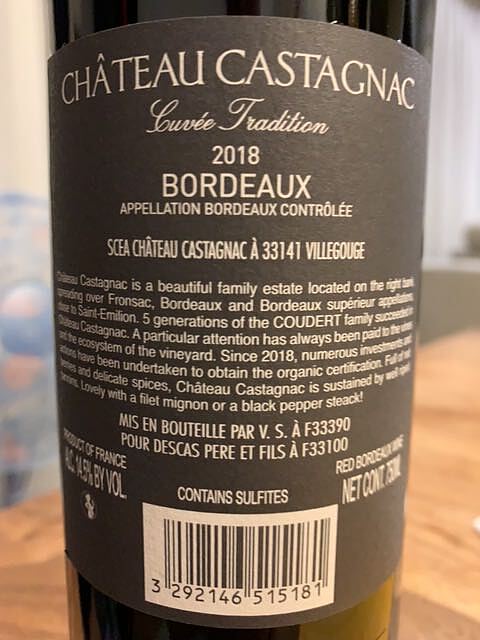 CHÂTEAU CASTAGNAC
Cuvée Tradition
2018
BORDEAUX
APPELLATION BORDEAUX CONTRÔLÉE
SCEA CHÂTEAU CASTAGNAC À 33141 VILLEGOUGE
Château Castagnac is a beautiful family estate located on the right bank,
spreading over Fronsac, Bordeaux and Bordeaux supérieur appellations,
close to Saint-Emilion. 5 generations of the COUDERT family succeeded in
Château Castagnac. A particular attention has always been paid to the vines
and the ecosystem of the vineyard. Since 2018, numerous investments and
actions have been undertaken to obtain the organic certification. Full of red
berries and delicate spices, Château Castagnac is sustained by well riped
tannins. Lovely with a filet mignon or a black pepper steack!
MIS EN BOUTEILLE PAR V. S. À F33390
POUR DESCAS PERE ET FILS À F33100
PRODUCT OF FRANCE
ALC. 14.5% BY VOL.
CONTAINS SULFITES
RED BORDEAUX WINE
NET CONT. 750ML
3 292146 515181